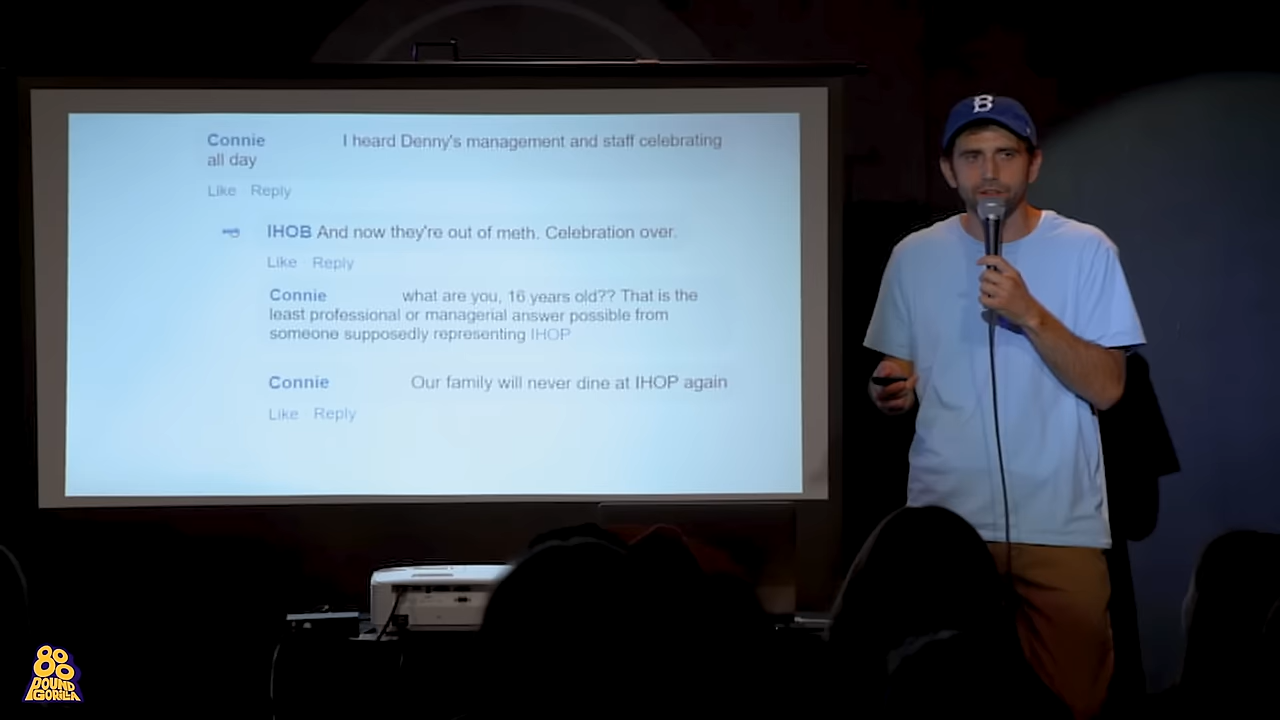 B
Connie I heard Denny's management and staff celebrating
all day
Like Reply
IHOB And now they're out of meth. Celebration over.
Like Reply
Connie what are you, 16 years old?? That is the
least professional or managerial answer possible from
someone supposedly representing IHOP
Connie Our family will never dine at IHOP again
Like Reply
800
POUND
GORILLA